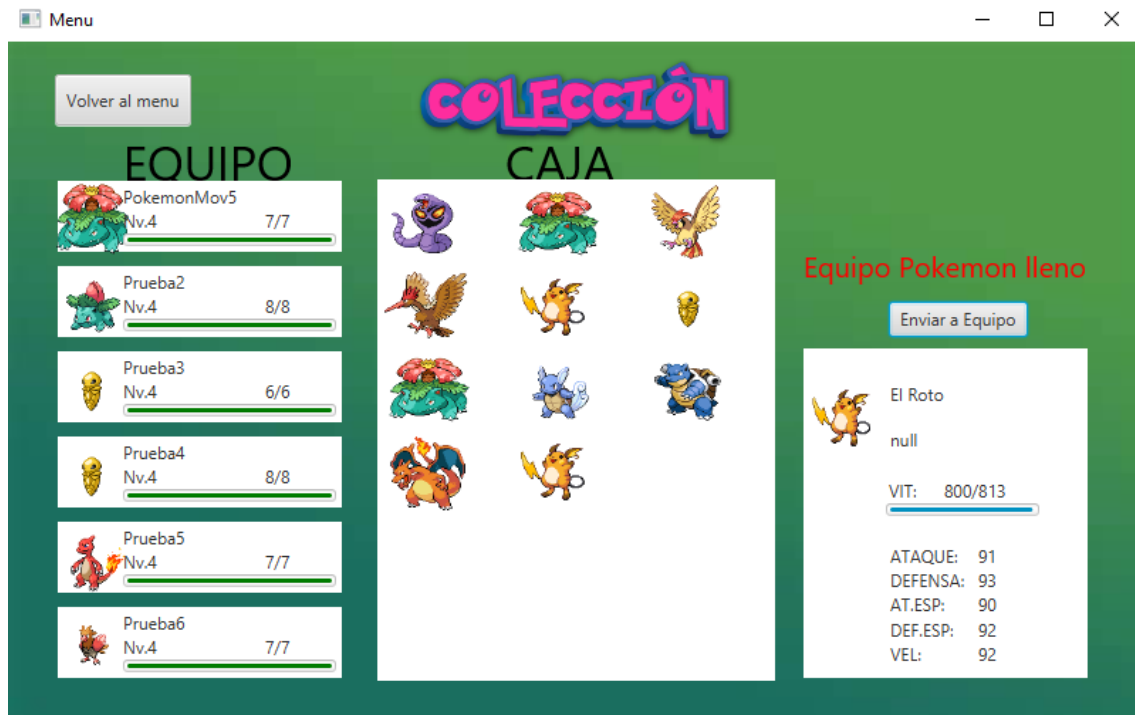 Menu
Volver al menu
COLECCIÓN
EQUIPO
CAJA
PokemonMov5
Nv.4 7/7
Prueba2
Nv.4 8/8
Prueba3
Nv.4 6/6
Prueba4
Nv.4 8/8
Prueba5
Nv.4 7/7
Prueba6
Nv.4 7/7
Equipo Pokemon lleno
Enviar a Equipo
El Roto
null
VIT: 800/813
ATAQUE: 91
DEFENSA: 93
AT.ESP: 90
DEF.ESP: 92
VEL: 92